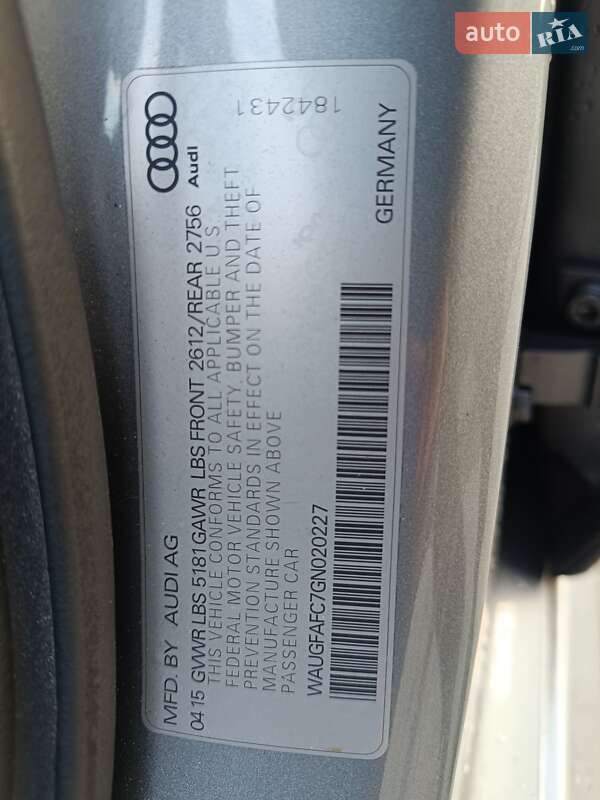 auto RIA.com
MFD. BY AUDI AG
0415 GVWR LBS 5181 GAWR LBS FRONT 2612/REAR 2756
THIS VEHICLE CONFORMS TO ALL APPLICABLE U.S.
FEDERAL MOTOR VEHICLE SAFETY, BUMPER AND THEFT
PREVENTION STANDARDS IN EFFECT ON THE DATE OF
MANUFACTURE SHOWN ABOVE
PASSENGER CAR
WAUGFAFC7GN020227
Audi
1842431
GERMANY